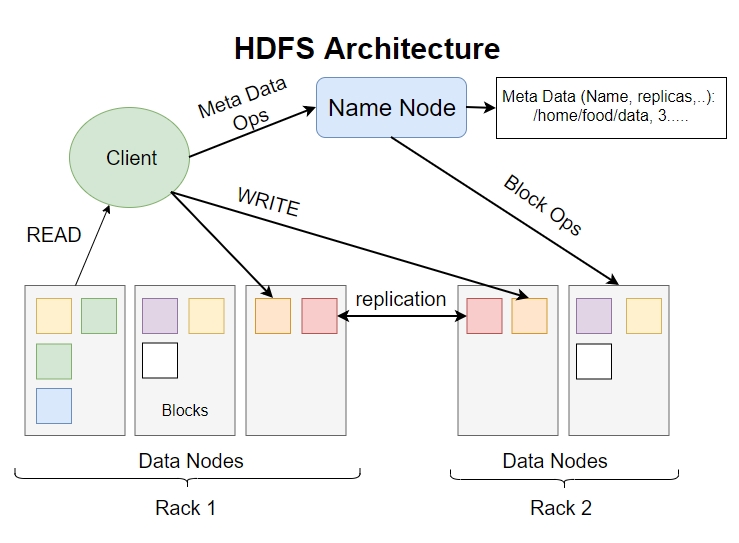 HDFS Architecture
Meta Data
Ops
Name Node
Meta Data (Name, replicas,..):
/home/food/data, 3.....
Client
WRITE
Block Ops
READ
replication
Blocks
Data Nodes
Data Nodes
Rack 1
Rack 2